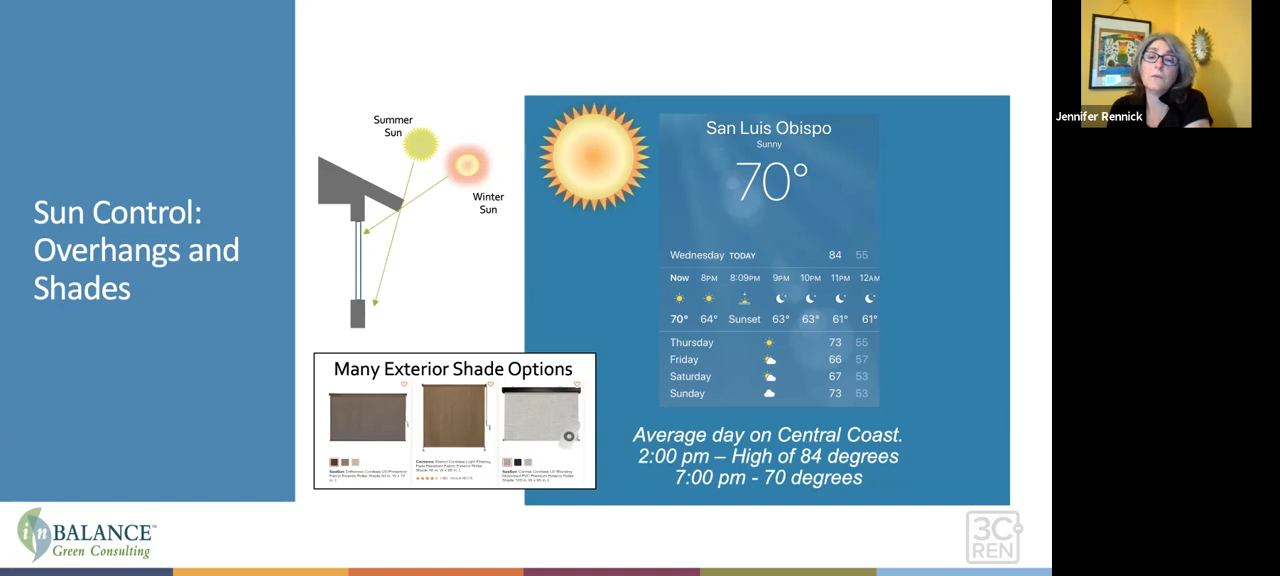 Sun Control:
Overhangs and
Shades
Summer
Sun
Winter
Sun
San Luis Obispo
Sunny
70°
Wednesday TODAY 84 55
Now 8PM 8:09PM 9PM 10PM 11PM 12AM
70° 64° Sunset 63° 63° 61° 61°
Thursday 73 55
Friday 66 57
Saturday 67 53
Sunday 73 53
Many Exterior Shade Options
Average day on Central Coast.
2:00 pm – High of 84 degrees
7:00 pm - 70 degrees
inBALANCE™
Green Consulting
3C
REN
Jennifer Rennick